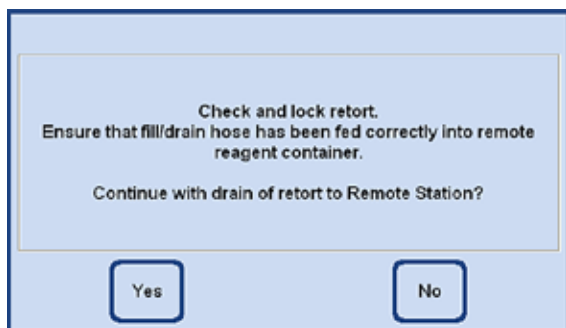 Check and lock retort.
Ensure that fill/drain hose has been fed correctly into remote
reagent container.
Continue with drain of retort to Remote Station?
Yes
No